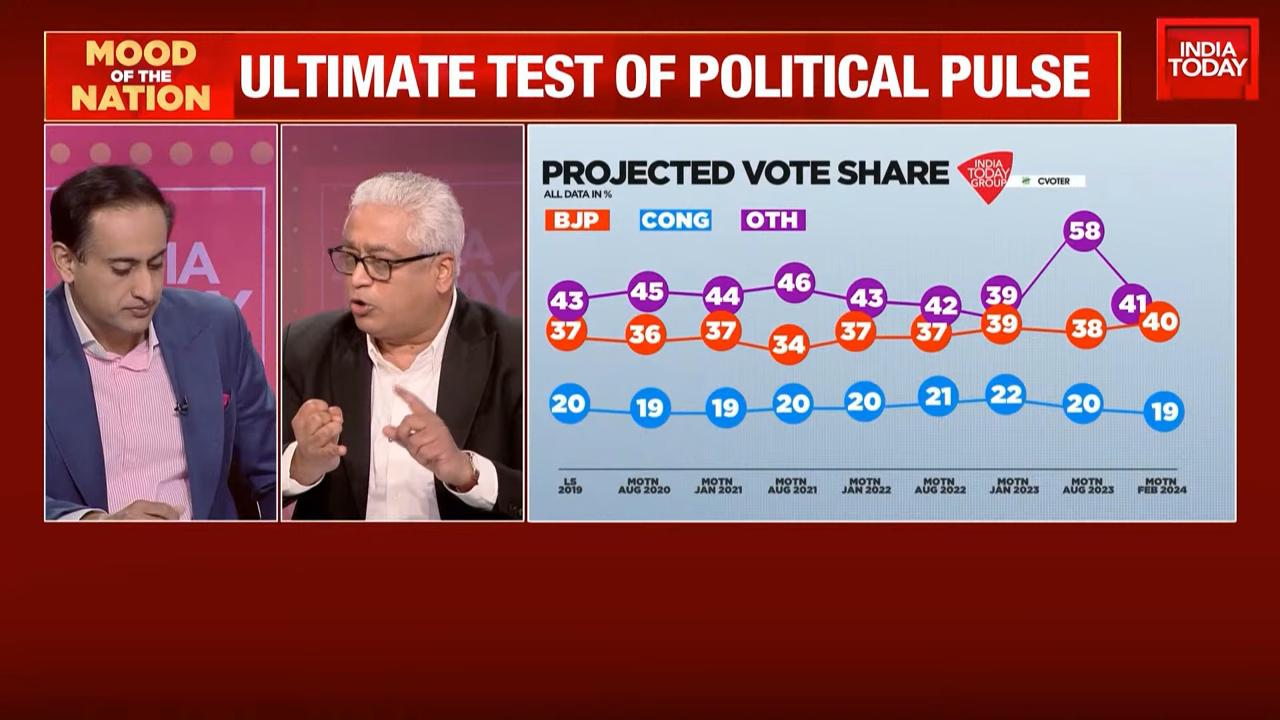 MOOD
OF THE
NATION
ULTIMATE TEST OF POLITICAL PULSE
INDIA
TODAY
PROJECTED VOTE SHARE
ALL DATA IN %
INDIA
TODAY
GROUP
CVOTER
BJP
CONG
OTH
43 45 44 46 43 42 39 58 41
37 36 37 34 37 37 39 38 40
20 19 19 20 20 21 22 20 19
LS MOTN MOTN MOTN MOTN MOTN MOTN MOTN MOTN
2019 AUG 2020 JAN 2021 AUG 2021 JAN 2022 AUG 2022 JAN 2023 AUG 2023 FEB 2024